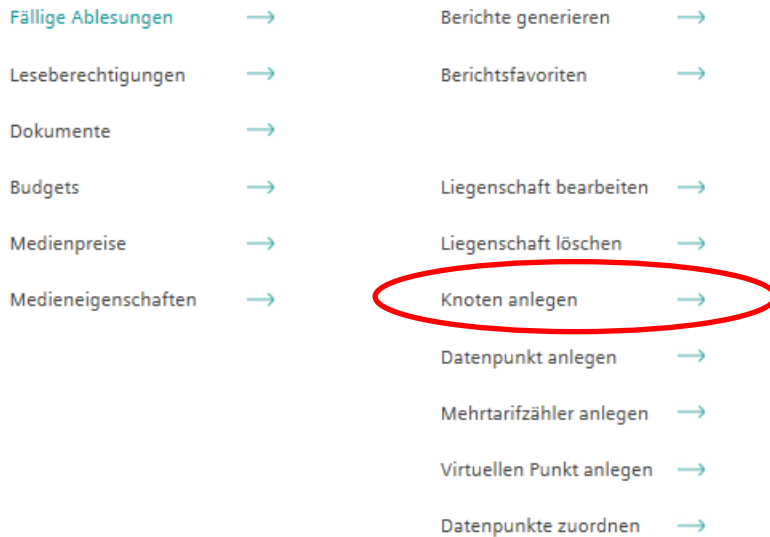 Fällige Ablesungen
Leseberechtigungen
Dokumente
Budgets
Medienpreise
Medieneigenschaften
Berichte generieren
Berichtsfavoriten
Liegenschaft bearbeiten
Liegenschaft löschen
Knoten anlegen
Datenpunkt anlegen
Mehrtarifzähler anlegen
Virtuellen Punkt anlegen
Datenpunkte zuordnen